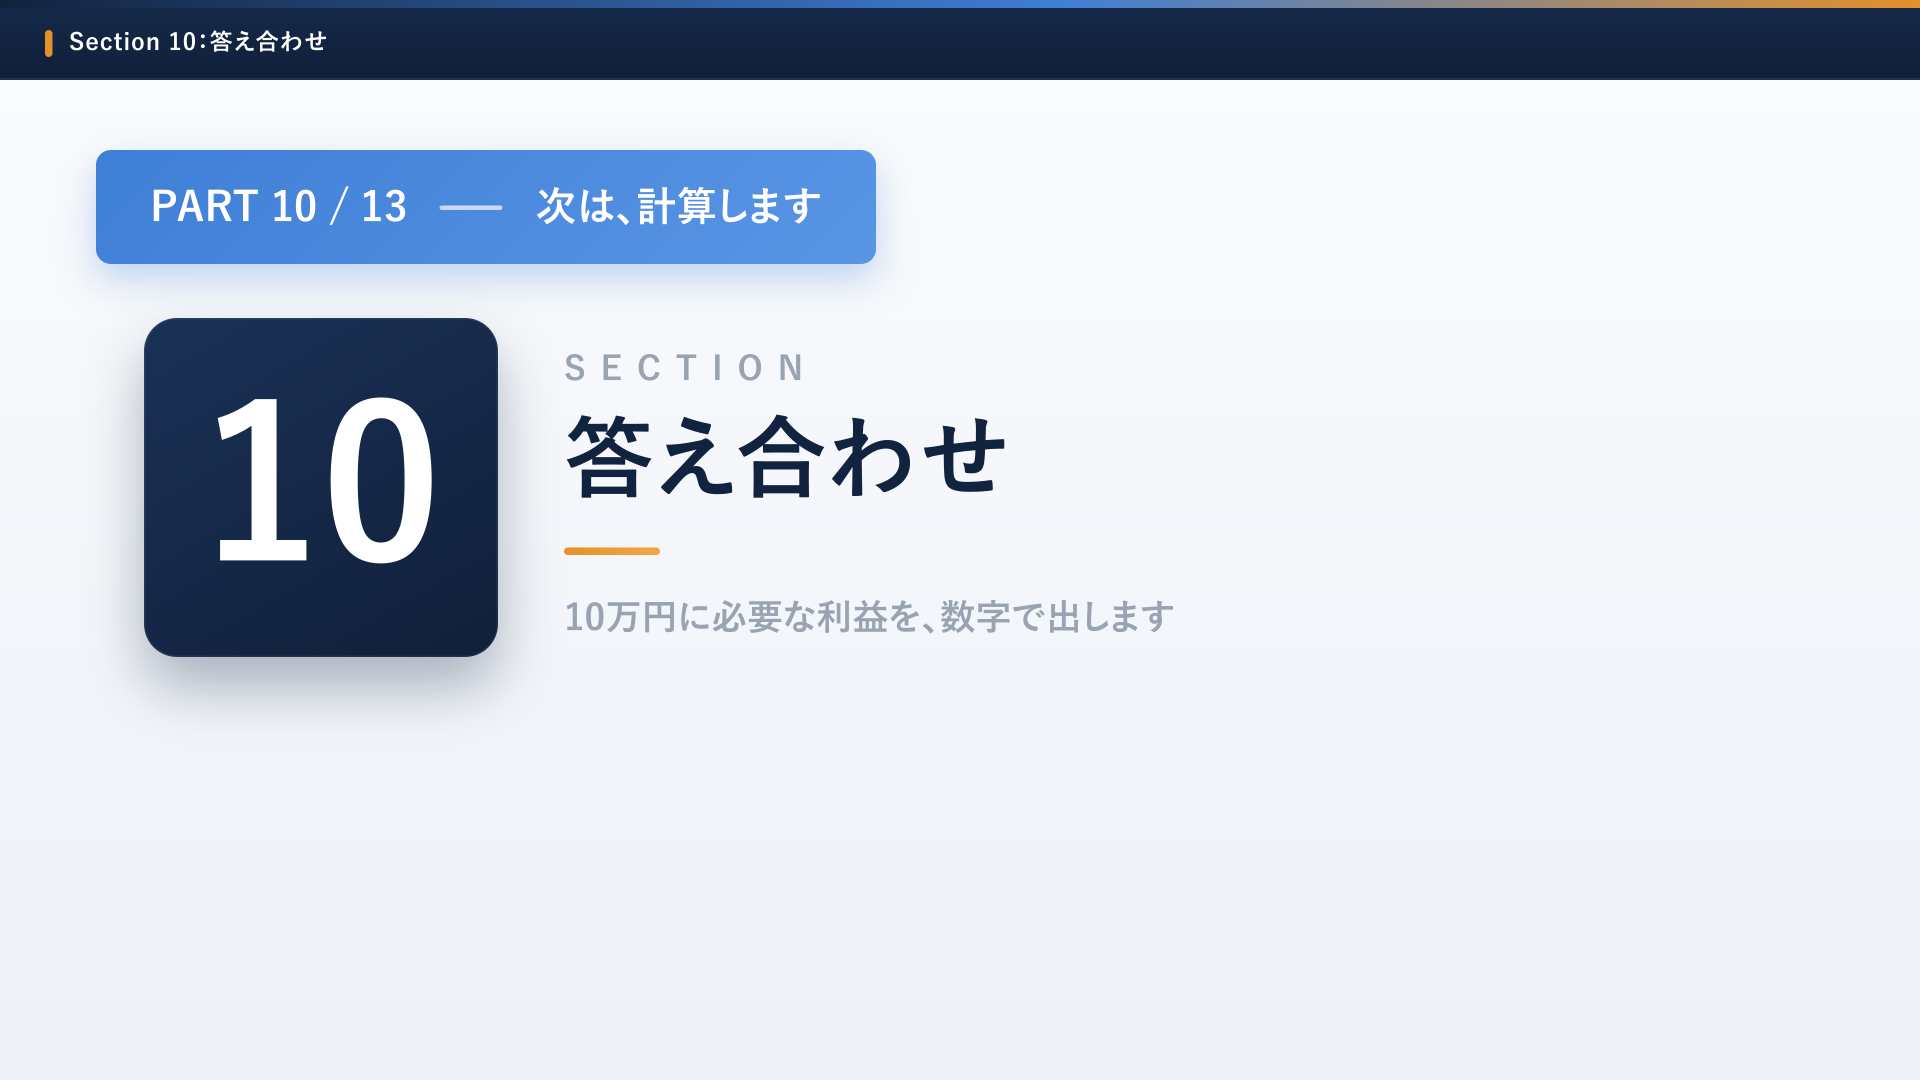 Section 10：答え合わせ
PART 10 / 13 — 次は、計算します
10
SECTION
答え合わせ
10万円に必要な利益を、数字で出します